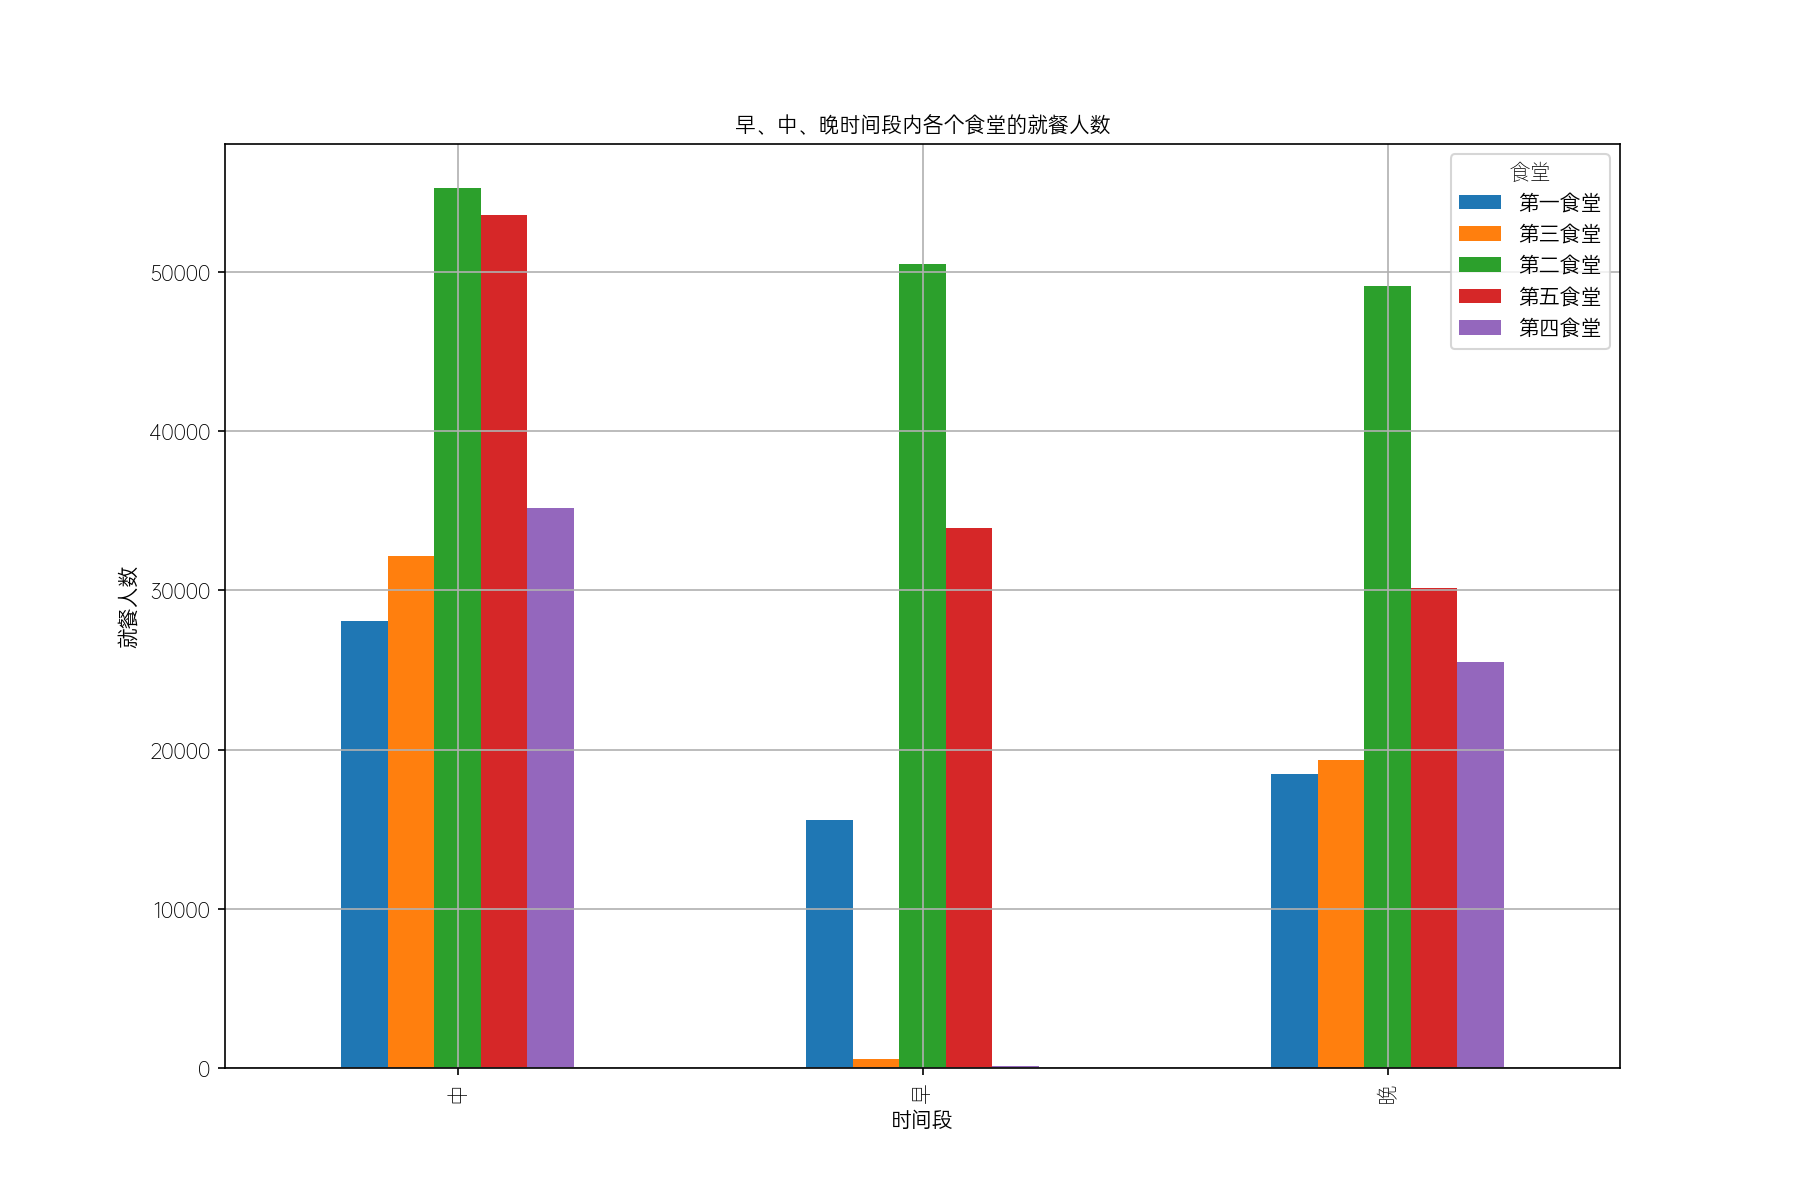 早、中、晚时间段内各个食堂的就餐人数
食堂
第一食堂
第三食堂
第二食堂
第五食堂
第四食堂
就餐人数
50000
40000
30000
20000
10000
0
中
早
晚
时间段